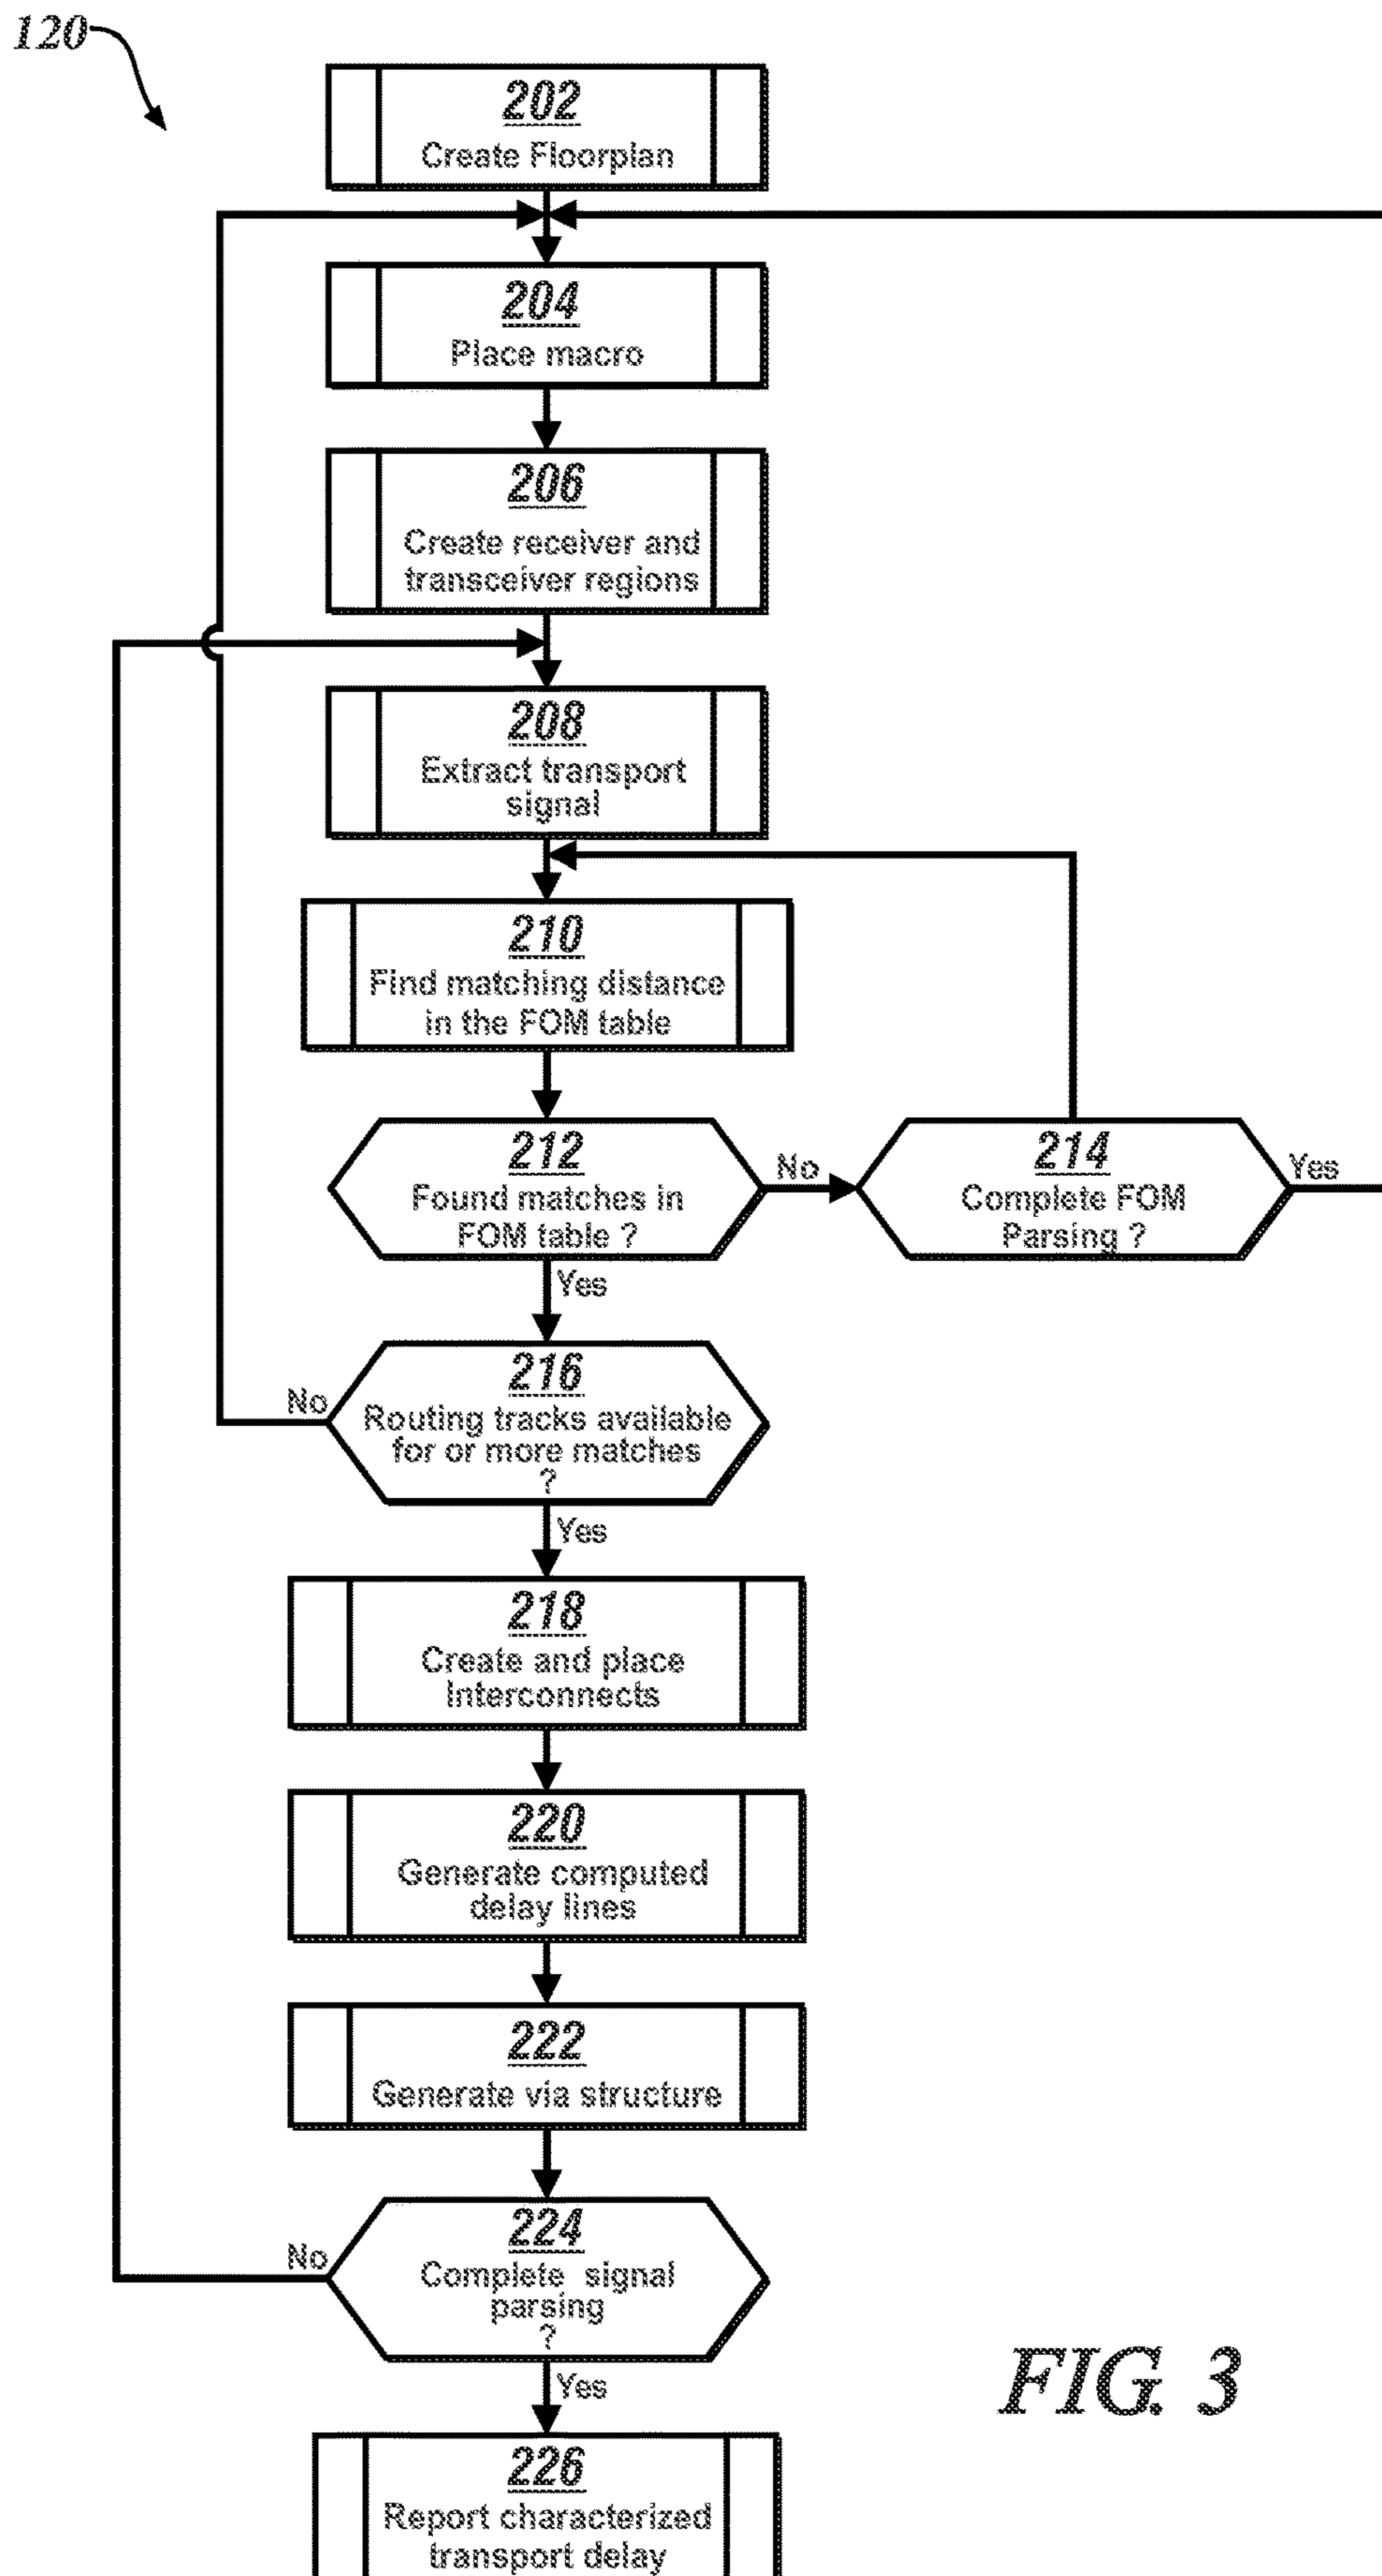 120
202
Create Floorplan
204
Place macro
206
Create receiver and
transceiver regions
208
Extract transport
signal
210
Find matching distance
in the FOM table
212
Found matches in
FOM table ?
No
214
Complete FOM
Parsing ?
Yes
Yes
216
Routing tracks available
for or more matches
?
No
Yes
218
Create and place
Interconnects
220
Generate computed
delay lines
222
Generate via structure
224
Complete signal
parsing
?
No
Yes
226
Report characterized
transport delay
FIG. 3